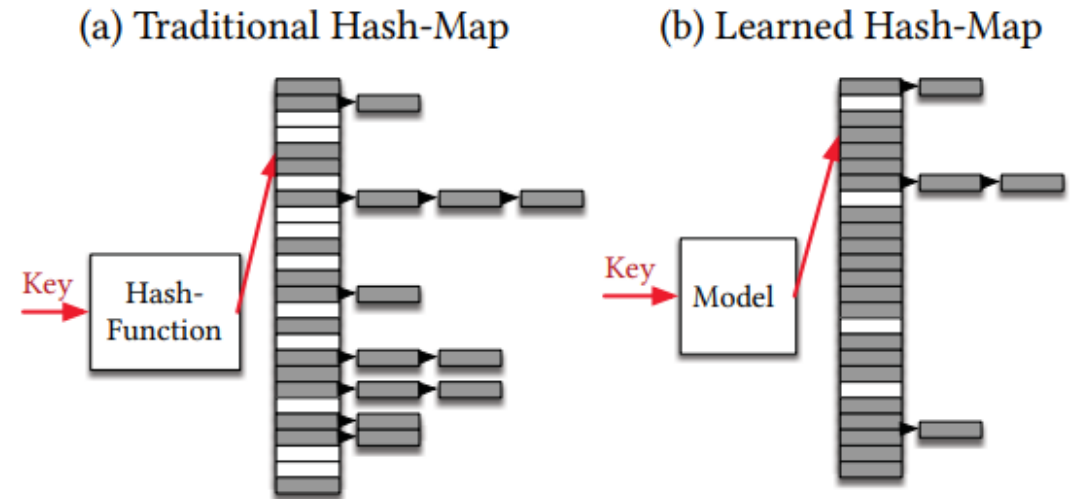 (a) Traditional Hash-Map
(b) Learned Hash-Map
Key
Hash-
Function
Key
Model